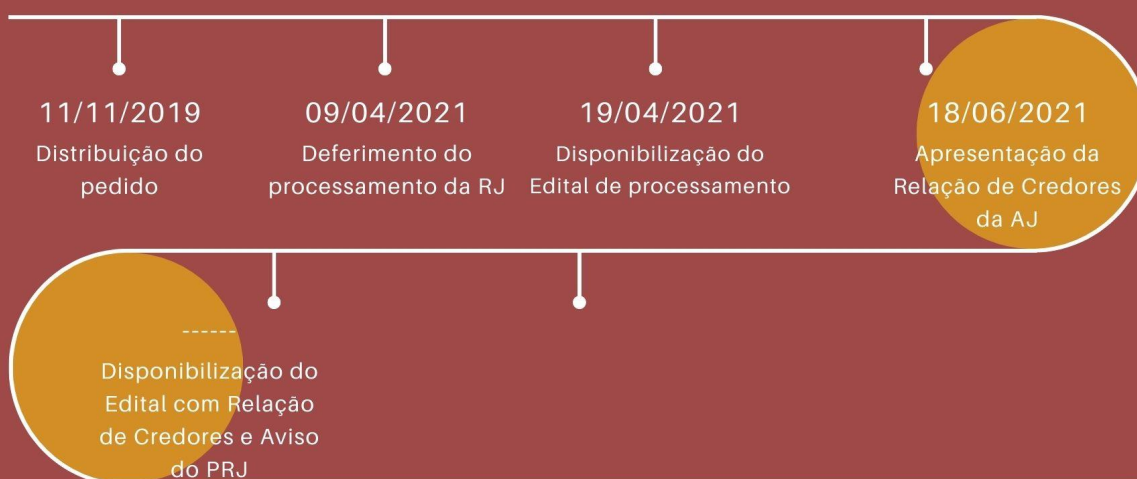 11/11/2019
Distribuição do
pedido
09/04/2021
Deferimento do
processamento da RJ
19/04/2021
Disponibilização do
Edital de processamento
18/06/2021
Apresentação da
Relação de Credores
da AJ
------
Disponibilização do
Edital com Relação
de Credores e Aviso
do PRJ